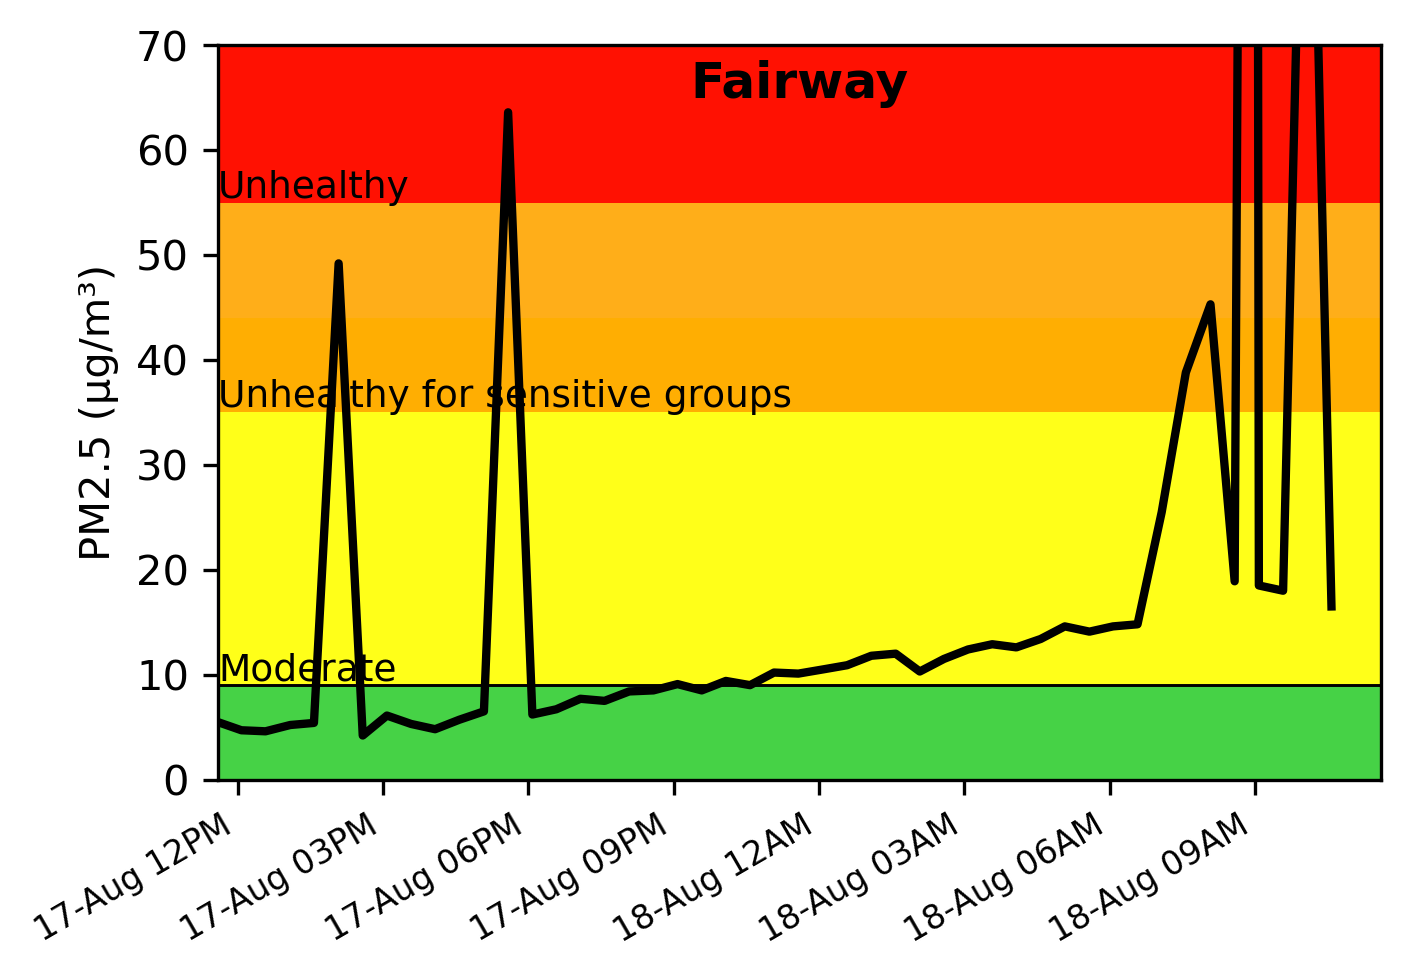 Fairway
70
60
50
40
30
20
10
0
PM2.5 (µg/m³)
Unhealthy
Unhealthy for sensitive groups
Moderate
17-Aug 12PM
17-Aug 03PM
17-Aug 06PM
17-Aug 09PM
18-Aug 12AM
18-Aug 03AM
18-Aug 06AM
18-Aug 09AM